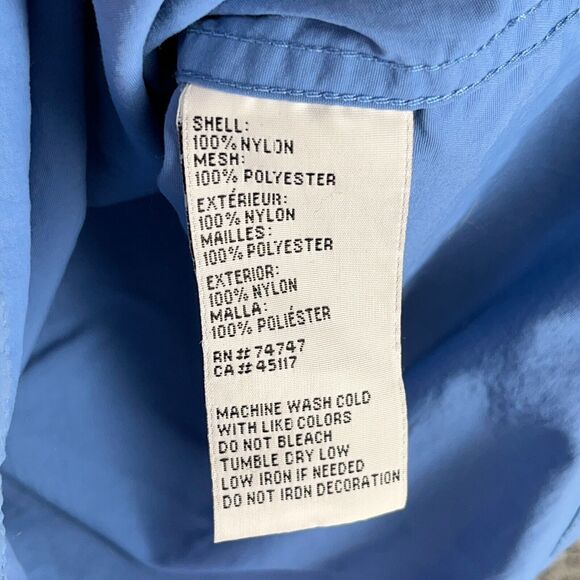 SHELL:
100% NYLON
MESH:
100% POLYESTER
EXTÉRIEUR:
100% NYLON
MAILLES:
100% POLYESTER
EXTERIOR:
100% NYLON
MALLA:
100% POLIÉSTER
RN# 74747
CA# 45117
MACHINE WASH COLD
WITH LIKE COLORS
DO NOT BLEACH
TUMBLE DRY LOW
LOW IRON IF NEEDED
DO NOT IRON DECORATION